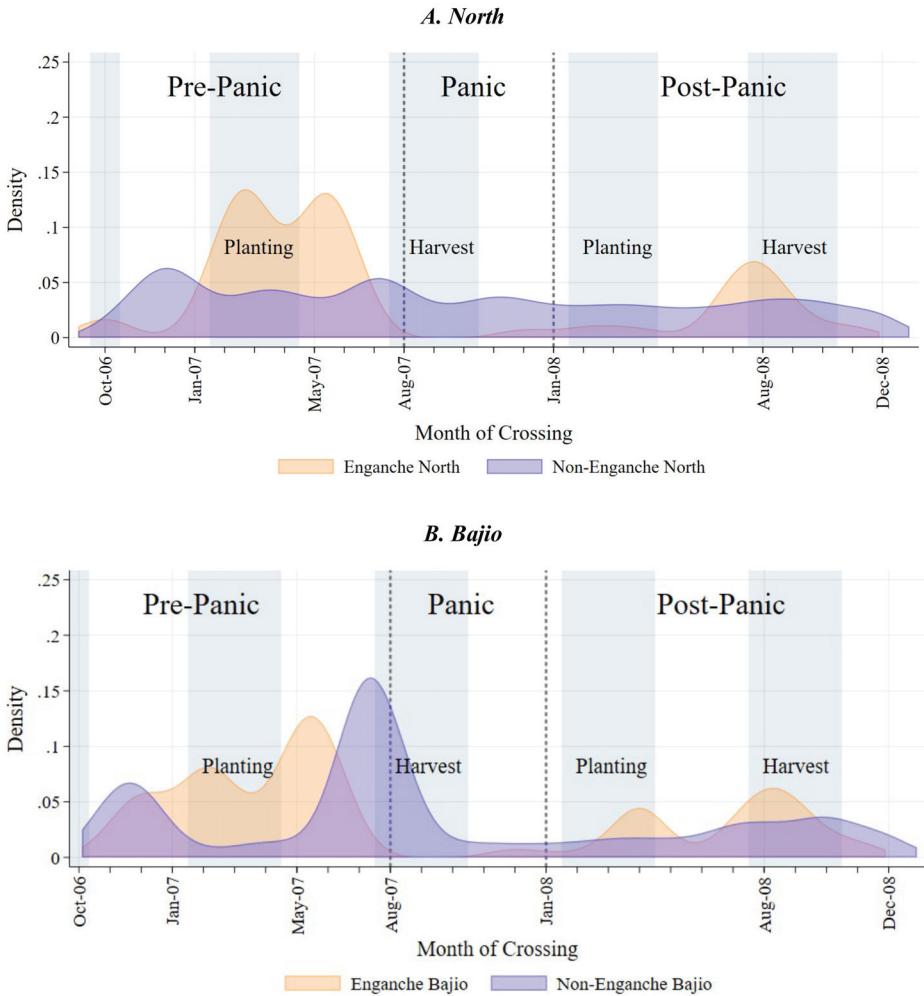 A. North
.25
.2
.15
.1
.05
0
Density
Pre-Panic Panic Post-Panic
Planting Harvest Planting Harvest
Oct-06 Jan-07 May-07 Aug-07 Jan-08 Aug-08 Dec-08
Month of Crossing
Enganche North Non-Enganche North
B. Bajio
.25
.2
.15
.1
.05
0
Density
Pre-Panic Panic Post-Panic
Planting Harvest Planting Harvest
Oct-06 Jan-07 May-07 Aug-07 Jan-08 Aug-08 Dec-08
Month of Crossing
Enganche Bajio Non-Enganche Bajio